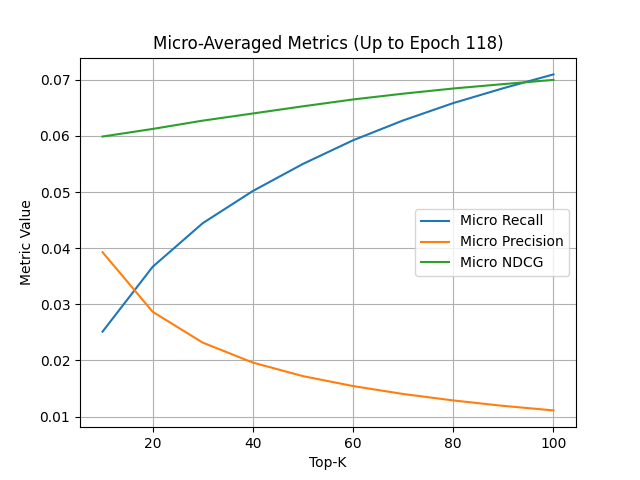 Micro-Averaged Metrics (Up to Epoch 118)
0.07
0.06
0.05
0.04
0.03
0.02
0.01
Metric Value
Micro Recall
Micro Precision
Micro NDCG
20 40 60 80 100
Top-K